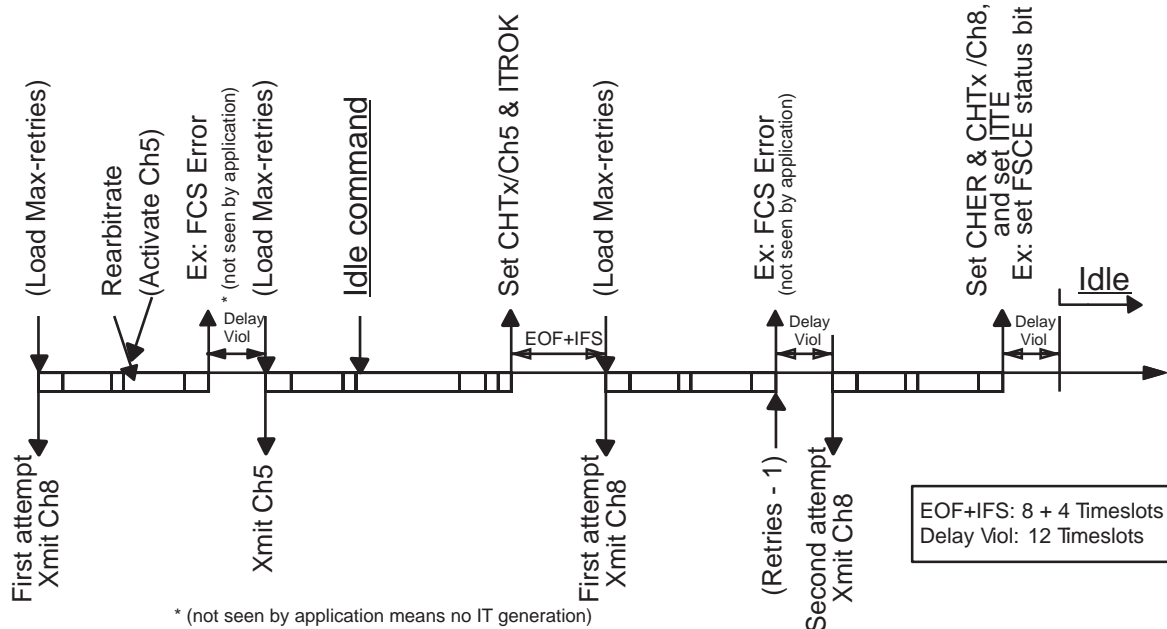 (Load Max-retries)
Rearbitrate
(Activate Ch5)
Ex: FCS Error
* (not seen by application)
(Load Max-retries)
Idle command
Set CHTx/Ch5 & ITROK
(Load Max-retries)
Ex: FCS Error
(not seen by application)
Set CHER & CHTx /Ch8,
and set ITTE
Ex: set FSCE status bit
Idle
Delay
Viol
EOF+IFS
Delay
Viol
Delay
Viol
First attempt
Xmit Ch8
Xmit Ch5
First attempt
Xmit Ch8
(Retries - 1)
Second attempt
Xmit Ch8
EOF+IFS: 8 + 4 Timeslots
Delay Viol: 12 Timeslots
* (not seen by application means no IT generation)